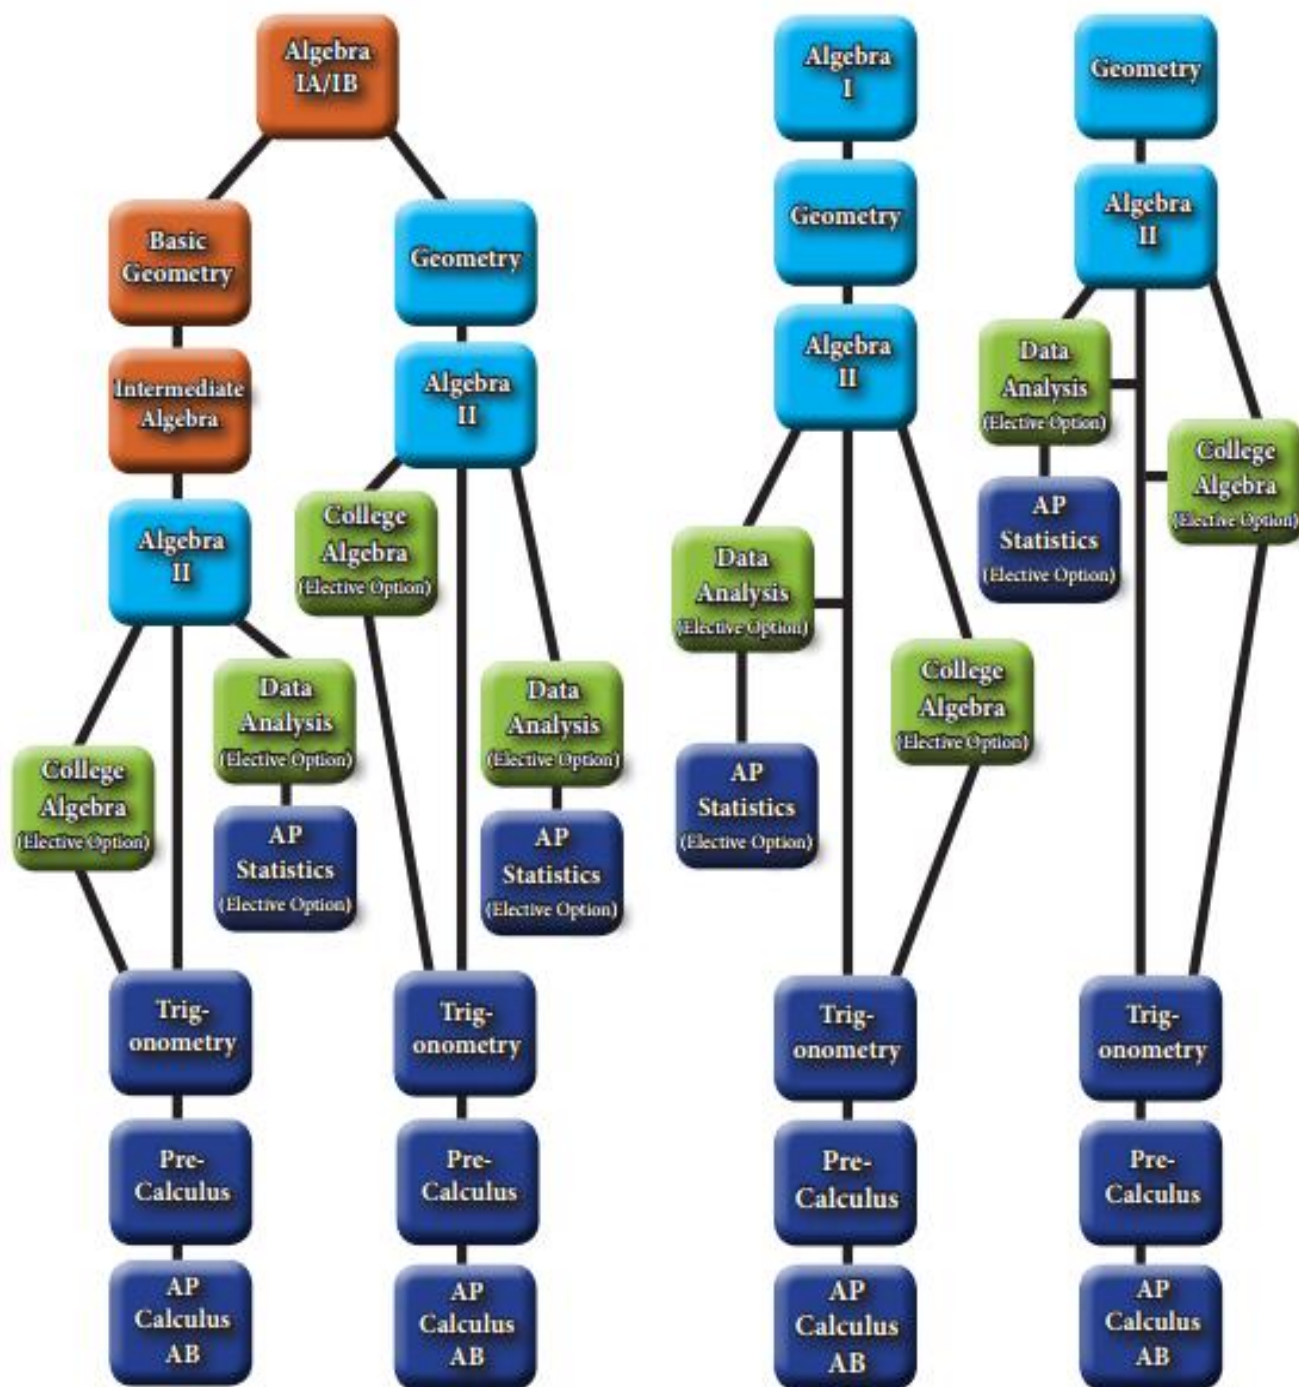 Algebra
IA/IB
Basic
Geometry
Intermediate
Algebra
Algebra
II
College
Algebra
(Elective Option)
Data
Analysis
(Elective Option)
AP
Statistics
(Elective Option)
Trig-
onometry
Pre-
Calculus
AP
Calculus
AB
Geometry
Algebra
II
College
Algebra
(Elective Option)
Data
Analysis
(Elective Option)
AP
Statistics
(Elective Option)
Trig-
onometry
Pre-
Calculus
AP
Calculus
AB
Algebra
I
Geometry
Algebra
II
Data
Analysis
(Elective Option)
AP
Statistics
(Elective Option)
College
Algebra
(Elective Option)
Trig-
onometry
Pre-
Calculus
AP
Calculus
AB
Geometry
Algebra
II
Data
Analysis
(Elective Option)
AP
Statistics
(Elective Option)
College
Algebra
(Elective Option)
Trig-
onometry
Pre-
Calculus
AP
Calculus
AB